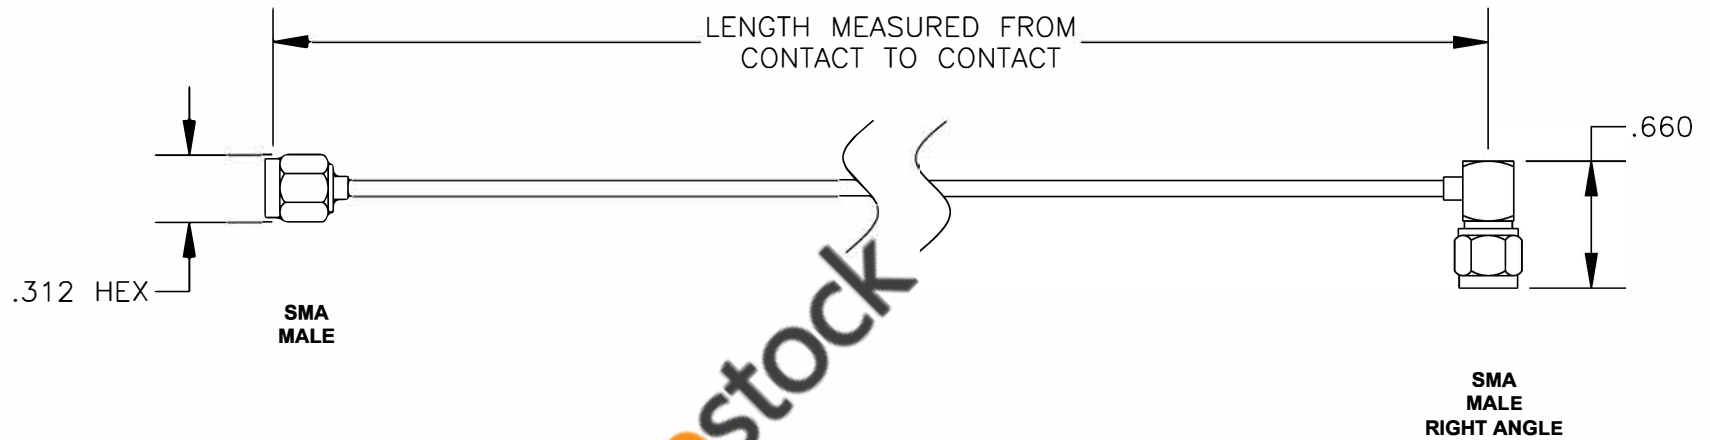 LENGTH MEASURED FROM
CONTACT TO CONTACT
.660
.312 HEX
SMA
MALE
stock
SMA
MALE
RIGHT ANGLE